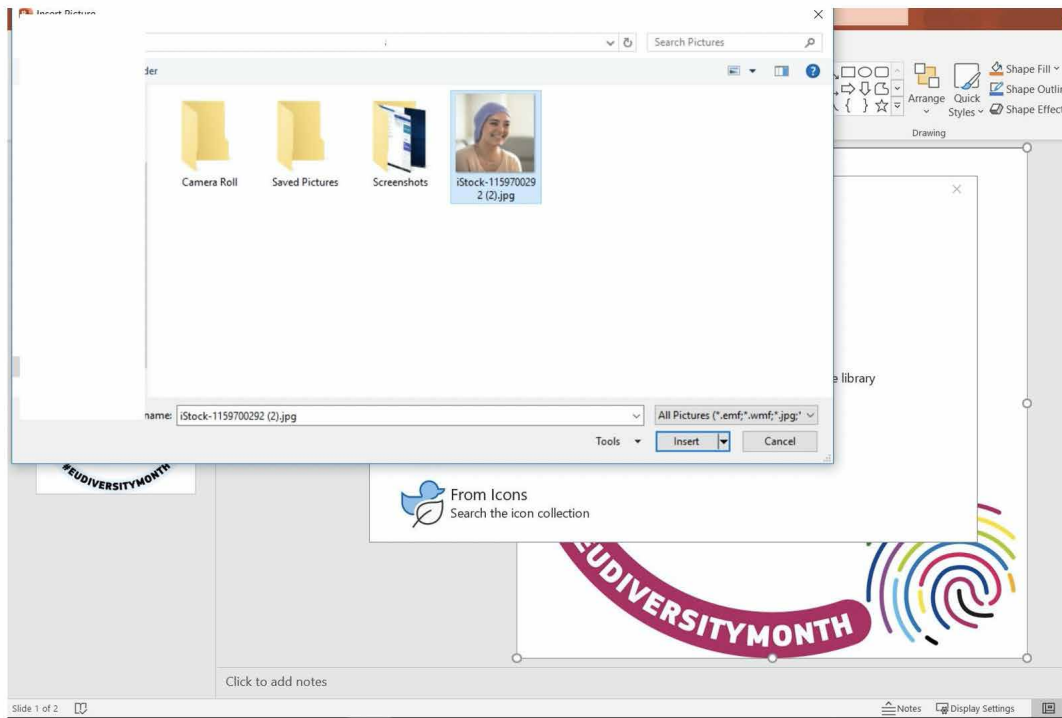 Insert Picture
Search Pictures
der
Camera Roll
Saved Pictures
Screenshots
iStock-115970029
2 (2).jpg
name:
iStock-1159700292 (2).jpg
All Pictures (*.emf;*.wmf;*.jpg;*
Tools
Insert
Cancel
Shape Fill
Arrange
Quick
Styles
Shape Outlin
Shape Effect
Drawing
e library
From Icons
Search the icon collection
#EUDIVERSITYMONTH
EUDIVERSITYMONTH
Click to add notes
Slide 1 of 2
Notes
Display Settings